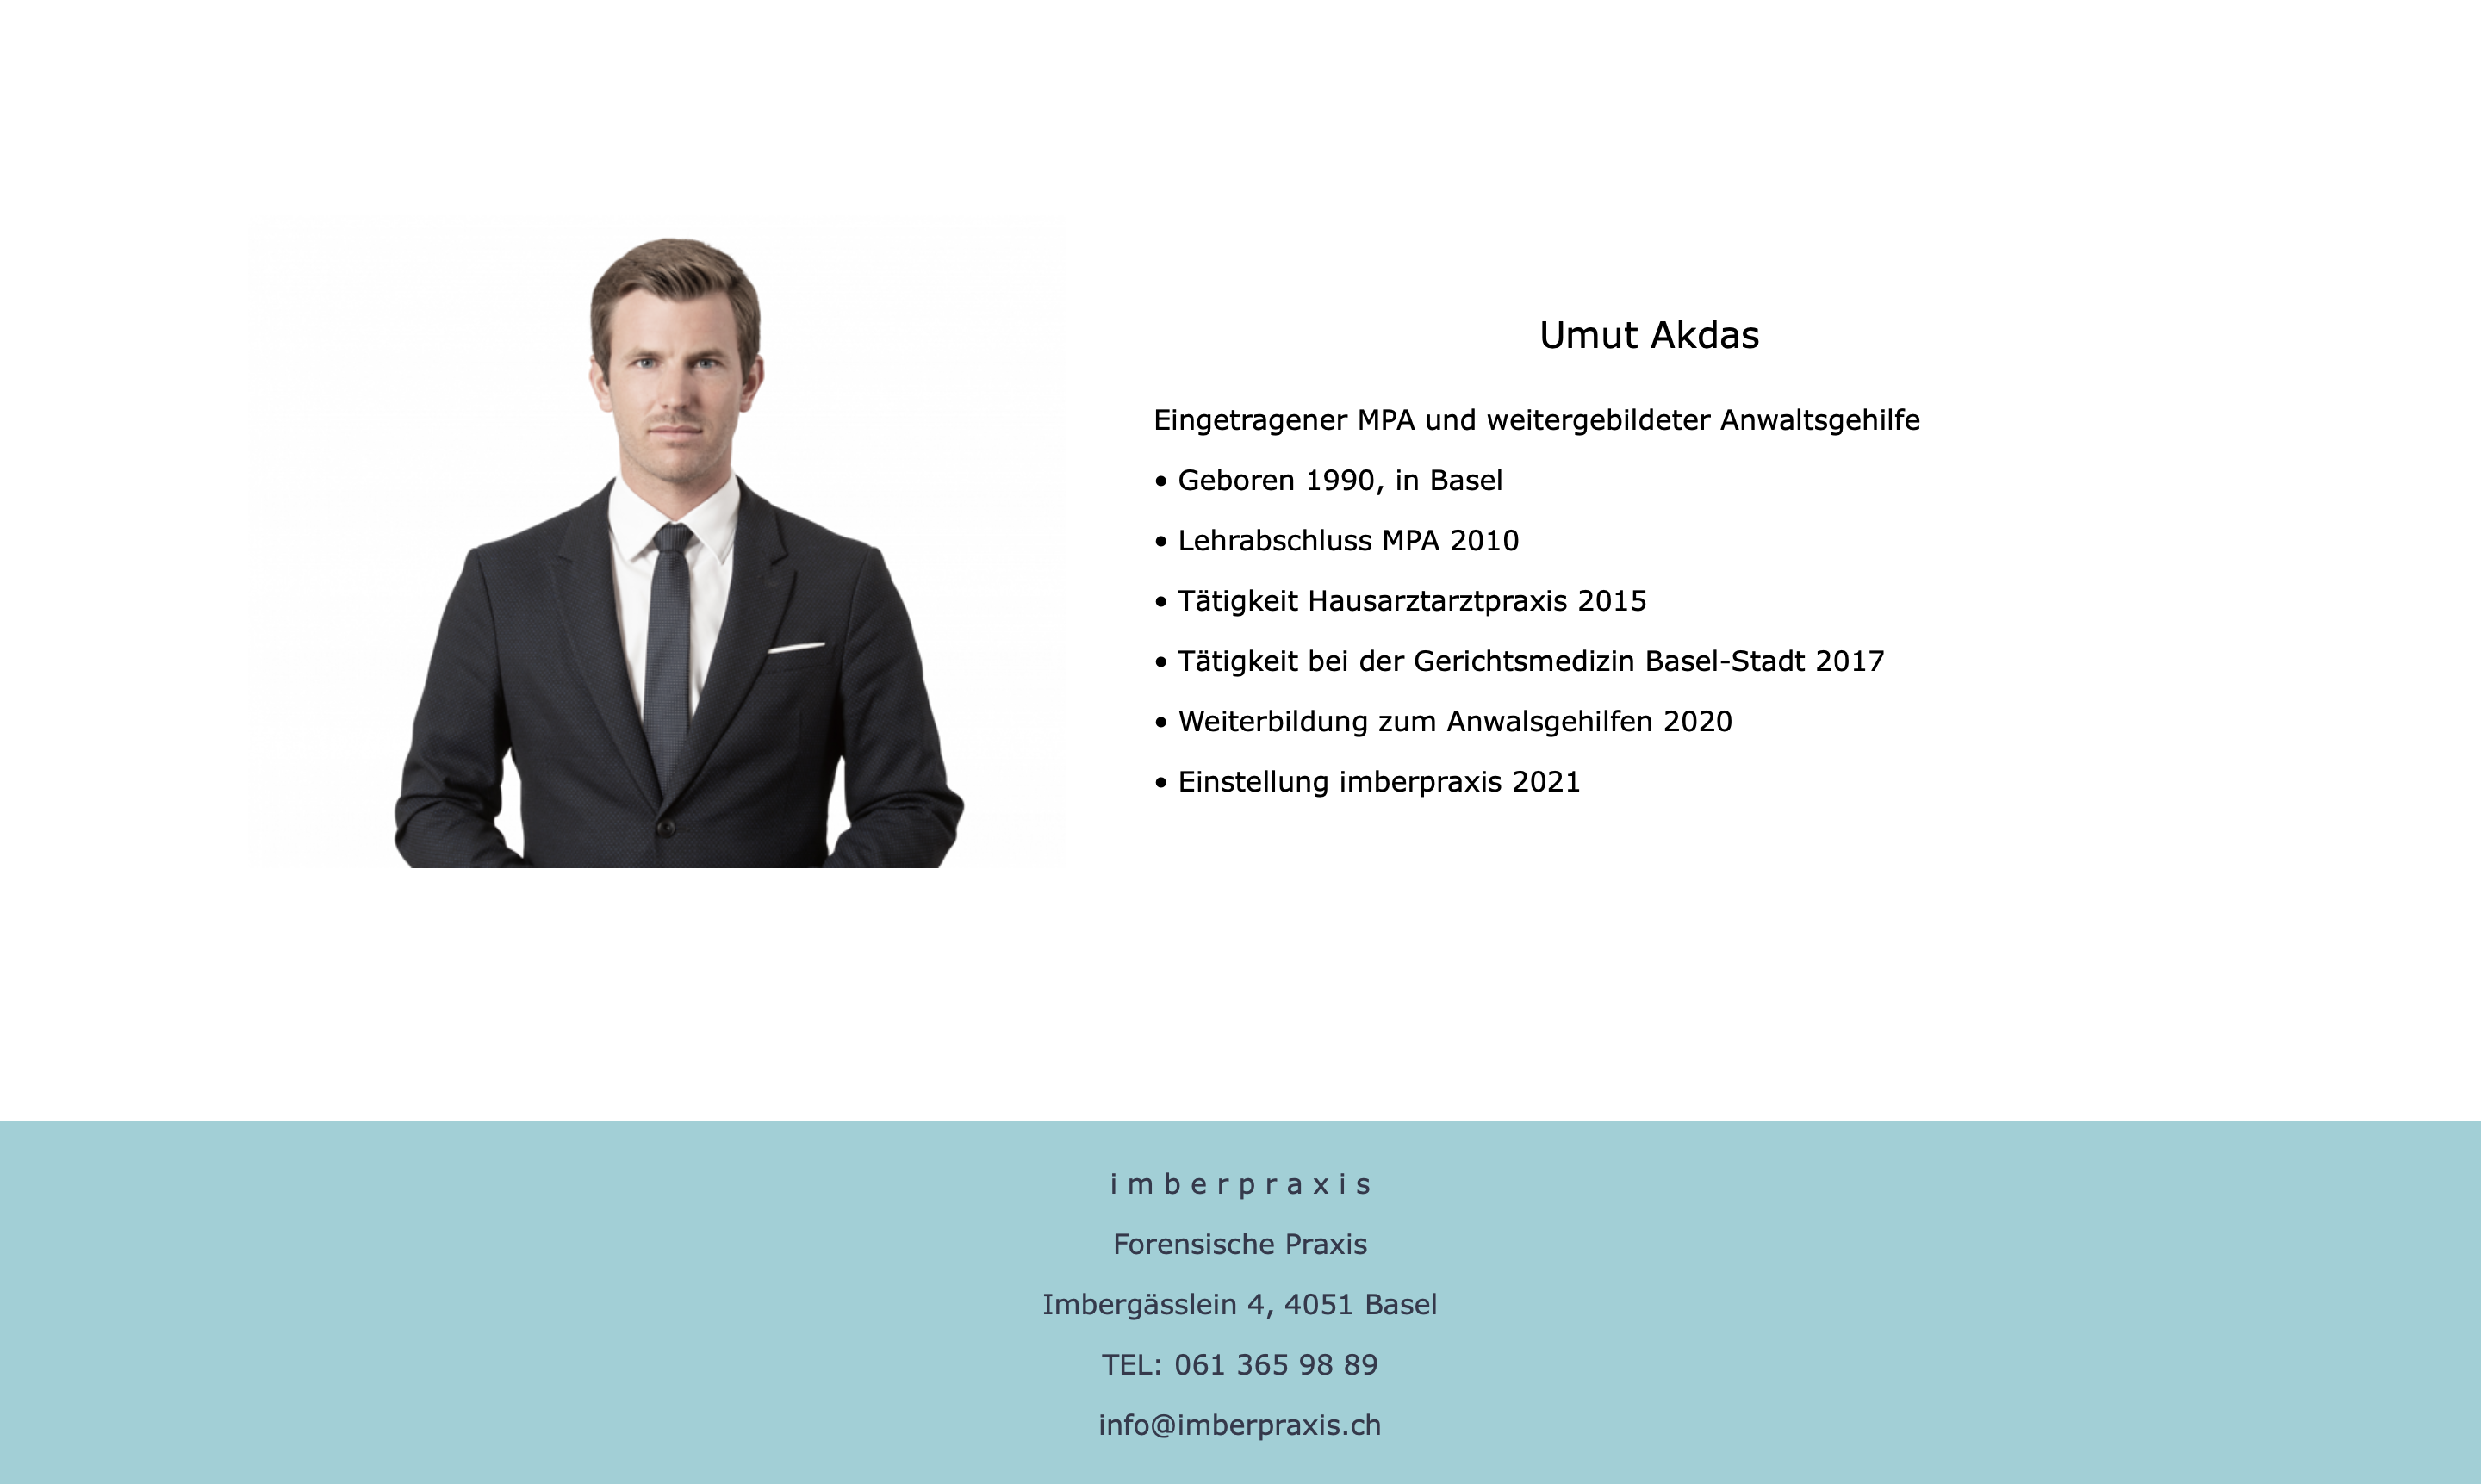 Umut Akdas
Eingetragener MPA und weitergebildeter Anwaltsgehilfe
• Geboren 1990, in Basel
• Lehrabschluss MPA 2010
• Tätigkeit Hausarztarztpraxis 2015
• Tätigkeit bei der Gerichtsmedizin Basel-Stadt 2017
• Weiterbildung zum Anwalsgehilfen 2020
• Einstellung imberpraxis 2021
i m b e r p r a x i s
Forensische Praxis
Imbergässlein 4, 4051 Basel
TEL: 061 365 98 89
info@imberpraxis.ch